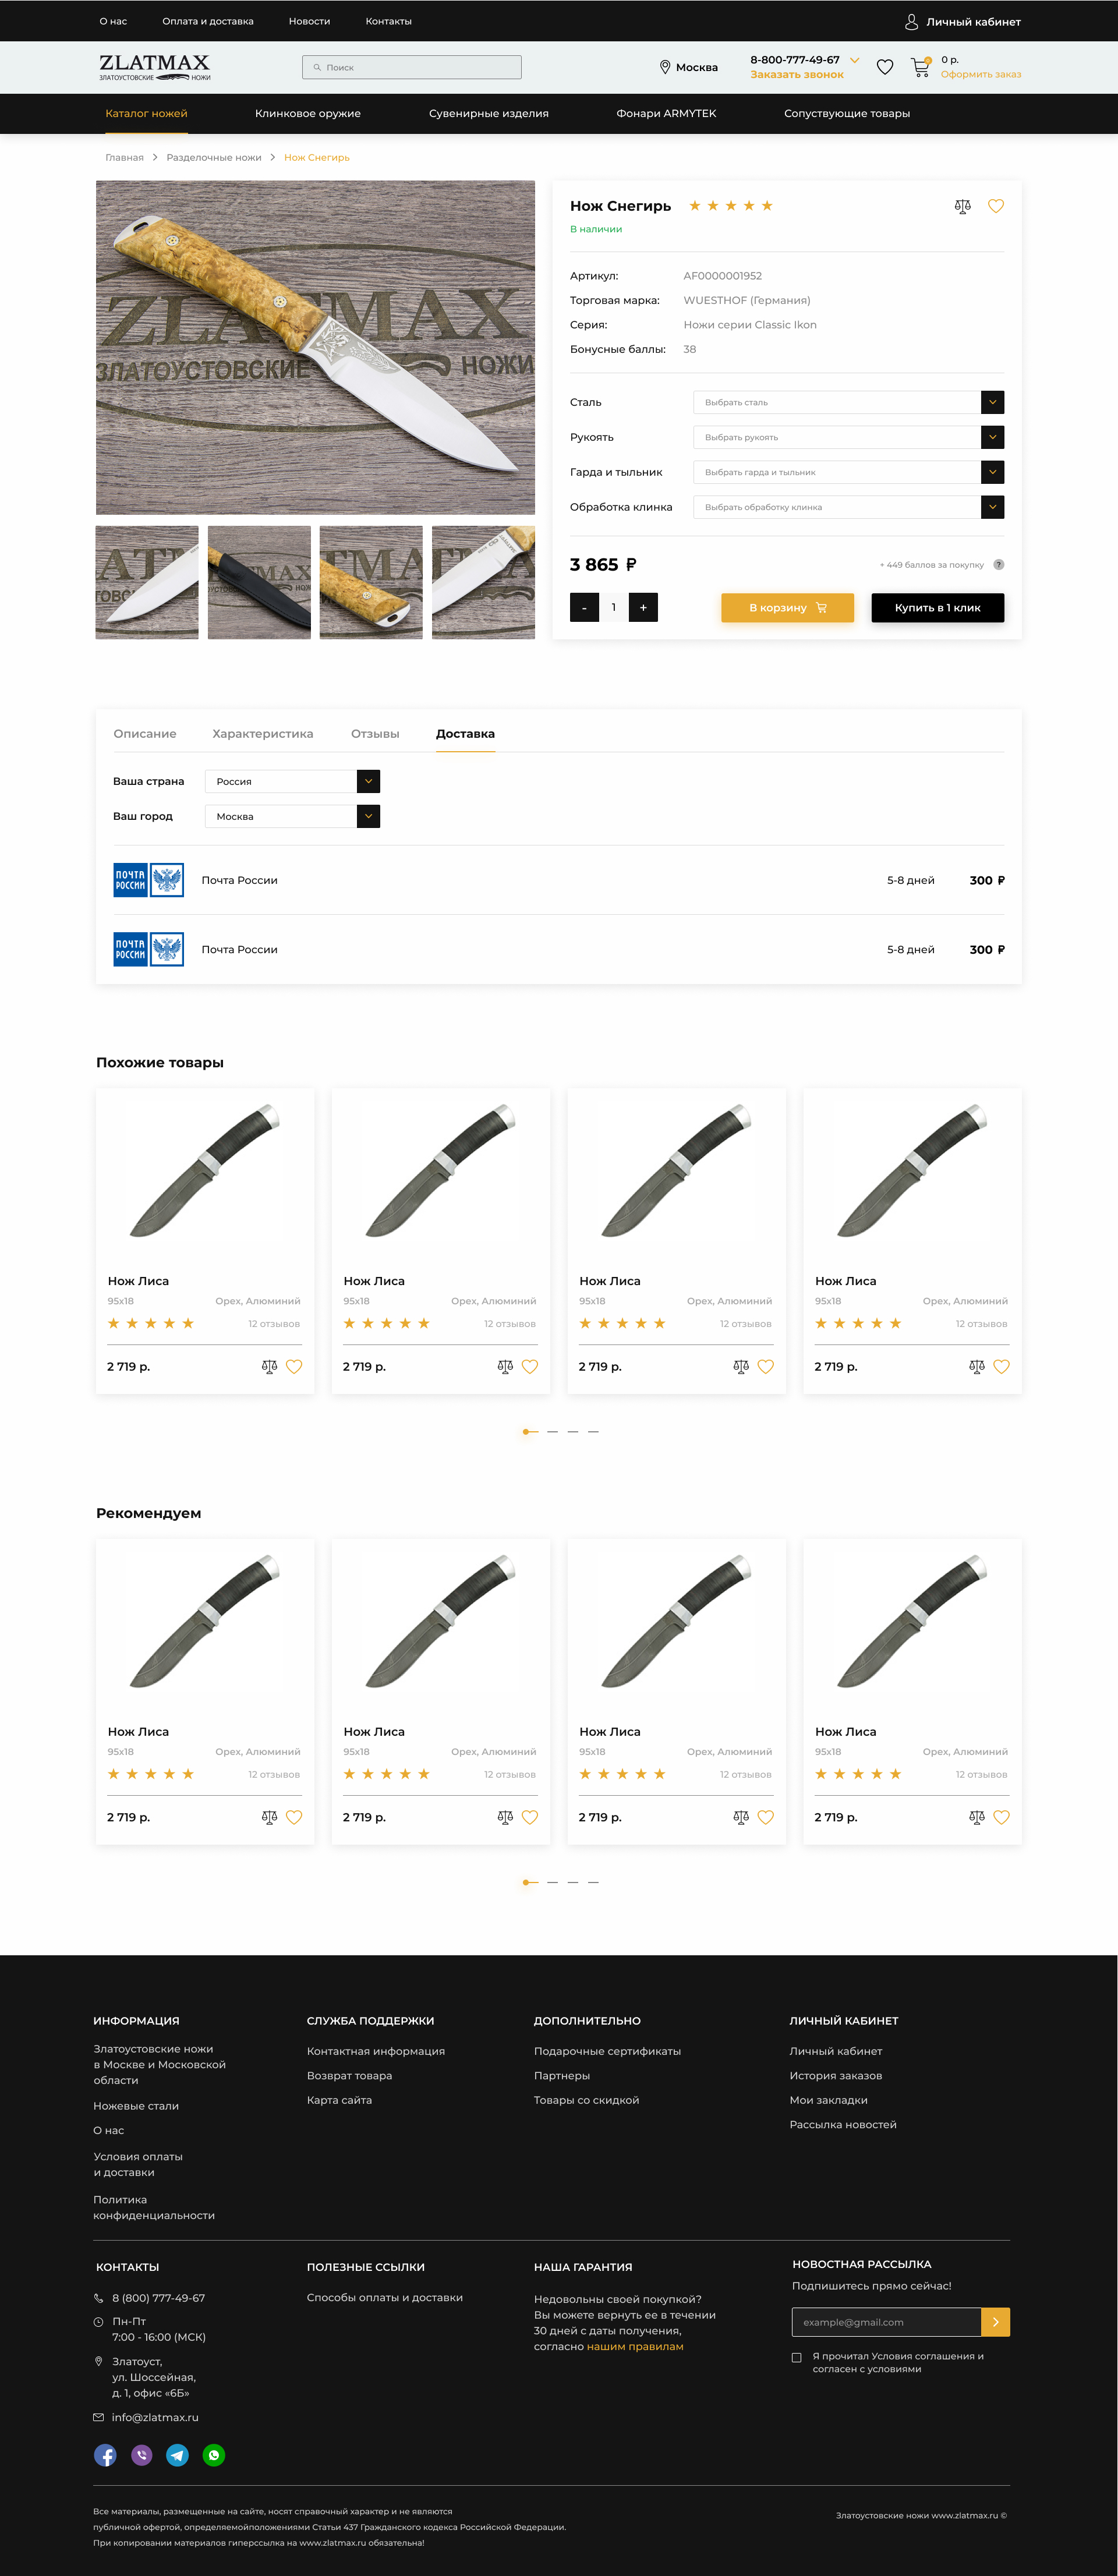 О нас
Оплата и доставка
Новости
Контакты
Личный кабинет
ZLATMAX
ЗЛАТОУСТОВСКИЕ НОЖИ
Поиск
Москва
8-800-777-49-67
Заказать звонок
0 р.
Оформить заказ
Каталог ножей
Клинковое оружие
Сувенирные изделия
Фонари ARMYTEK
Сопуствующие товары
Главная
Разделочные ножи
Нож Снегирь
ZLATMAX
ЗЛАТОУСТОВСКИЕ НОЖИ
Нож Снегирь
В наличии
Артикул: AF0000001952
Торговая марка: WUESTHOF (Германия)
Серия: Ножи серии Classic Ikon
Бонусные баллы: 38
Сталь Выбрать сталь
Рукоять Выбрать рукоять
Гарда и тыльник Выбрать гарда и тыльник
Обработка клинка Выбрать обработку клинка
3 865 ₽
+ 449 баллов за покупку ?
- 1 +
В корзину
Купить в 1 клик
Описание
Характеристика
Отзывы
Доставка
Ваша страна Россия
Ваш город Москва
ПОЧТА РОССИИ
Почта России 5-8 дней 300 ₽
ПОЧТА РОССИИ
Почта России 5-8 дней 300 ₽
Похожие товары
Нож Лиса
95х18 Орех, Алюминий
12 отзывов
2 719 р.
Нож Лиса
95х18 Орех, Алюминий
12 отзывов
2 719 р.
Нож Лиса
95х18 Орех, Алюминий
12 отзывов
2 719 р.
Нож Лиса
95х18 Орех, Алюминий
12 отзывов
2 719 р.
Рекомендуем
Нож Лиса
95х18 Орех, Алюминий
12 отзывов
2 719 р.
Нож Лиса
95х18 Орех, Алюминий
12 отзывов
2 719 р.
Нож Лиса
95х18 Орех, Алюминий
12 отзывов
2 719 р.
Нож Лиса
95х18 Орех, Алюминий
12 отзывов
2 719 р.
ИНФОРМАЦИЯ
Златоустовские ножи
в Москве и Московской
области
Ножевые стали
О нас
Условия оплаты
и доставки
Политика
конфиденциальности
СЛУЖБА ПОДДЕРЖКИ
Контактная информация
Возврат товара
Карта сайта
ДОПОЛНИТЕЛЬНО
Подарочные сертификаты
Партнеры
Товары со скидкой
ЛИЧНЫЙ КАБИНЕТ
Личный кабинет
История заказов
Мои закладки
Рассылка новостей
КОНТАКТЫ
8 (800) 777-49-67
Пн-Пт
7:00 - 16:00 (МСК)
Златоуст,
ул. Шоссейная,
д. 1, офис «6Б»
info@zlatmax.ru
ПОЛЕЗНЫЕ ССЫЛКИ
Способы оплаты и доставки
НАША ГАРАНТИЯ
Недовольны своей покупкой?
Вы можете вернуть ее в течении
30 дней с даты получения,
согласно нашим правилам
НОВОСТНАЯ РАССЫЛКА
Подпишитесь прямо сейчас!
example@gmail.com
Я прочитал Условия соглашения и
согласен с условиями
Все материалы, размещенные на сайте, носят справочный характер и не являются
публичной офертой, определяемойположениями Статьи 437 Гражданского кодекса Российской Федерации.
При копировании материалов гиперссылка на www.zlatmax.ru обязательна!
Златоустовские ножи www.zlatmax.ru ©